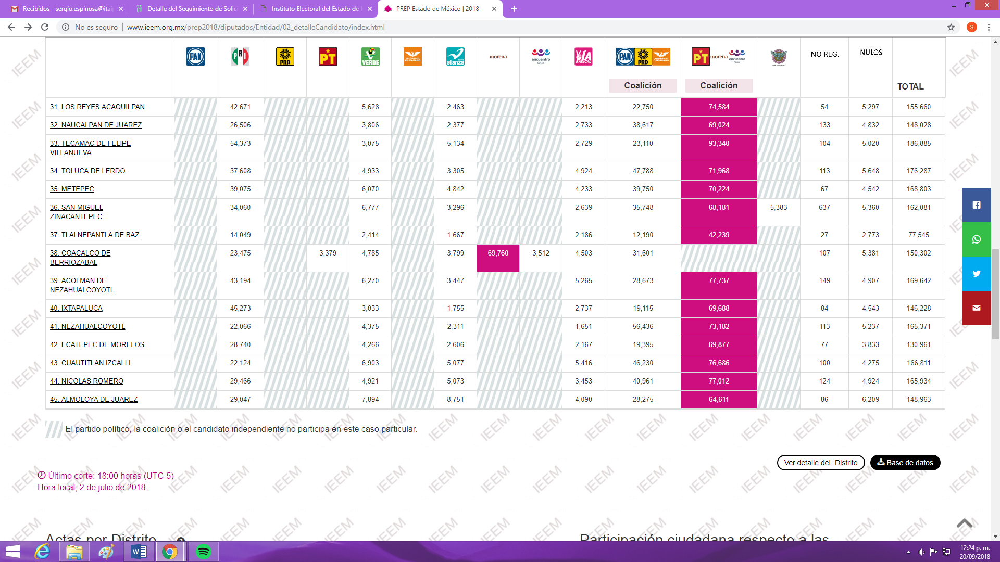 Recibidos - sergio.espinosa@itai
Detalle del Seguimiento de Solici
Instituto Electoral del Estado de M
PREP Estado de México | 2018
No es seguro | www.ieem.org.mx/prep2018/diputados/Entidad/02_detalleCandidato/index.html
S
PAN PRI PRD PT VERDE MOVIMIENTO CIUDADANO alianza morena encuentro social VÍA RADICAL PAN PRD MOVIMIENTO CIUDADANO PT morena encuentro social NO REG. NULOS
Coalición Coalición TOTAL
31. LOS REYES ACAQUILPAN 42,671 5,628 2,463 2,213 22,750 74,584 54 5,297 155,660
32. NAUCALPAN DE JUAREZ 26,506 3,806 2,377 2,733 38,617 69,024 133 4,832 148,028
33. TECAMAC DE FELIPE 54,373 3,075 5,134 2,729 23,110 93,340 104 5,020 186,885
VILLANUEVA
34. TOLUCA DE LERDO 37,608 4,933 3,305 4,924 47,788 71,968 113 5,648 176,287
35. METEPEC 39,075 6,070 4,842 4,233 39,750 70,224 67 4,542 168,803
36. SAN MIGUEL 34,060 6,777 3,296 2,639 35,748 68,181 5,383 637 5,360 162,081
ZINACANTEPEC
37. TLALNEPANTLA DE BAZ 14,049 2,414 1,667 2,186 12,190 42,239 27 2,773 77,545
38. COACALCO DE 23,475 3,379 4,785 3,799 69,760 3,512 4,503 31,601 107 5,381 150,302
BERRIOZABAL
39. ACOLMAN DE 43,194 6,270 3,447 5,265 28,673 77,737 149 4,907 169,642
NEZAHUALCOYOTL
40. IXTAPALUCA 45,273 3,033 1,755 2,737 19,115 69,688 84 4,543 146,228
41. NEZAHUALCOYOTL 22,066 4,375 2,311 1,651 56,436 73,182 113 5,237 165,371
42. ECATEPEC DE MORELOS 28,740 4,266 2,606 2,167 19,395 69,877 77 3,833 130,961
43. CUAUTITLAN IZCALLI 22,124 6,903 5,077 5,416 46,230 76,686 100 4,275 166,811
44. NICOLAS ROMERO 29,466 4,921 5,073 3,453 40,961 77,012 124 4,924 165,934
45. ALMOLOYA DE JUAREZ 29,047 7,894 8,751 4,090 28,275 64,611 86 6,209 148,963
El partido político, la coalición o el candidato independiente no participa en este caso particular.
Ver detalle deL Distrito
Base de datos
Último corte: 18:00 horas (UTC-5)
Hora local, 2 de julio de 2018.
Actas por Distrito ?
Participación ciudadana respecto a las
IEEM
12:24 p. m.
20/09/2018